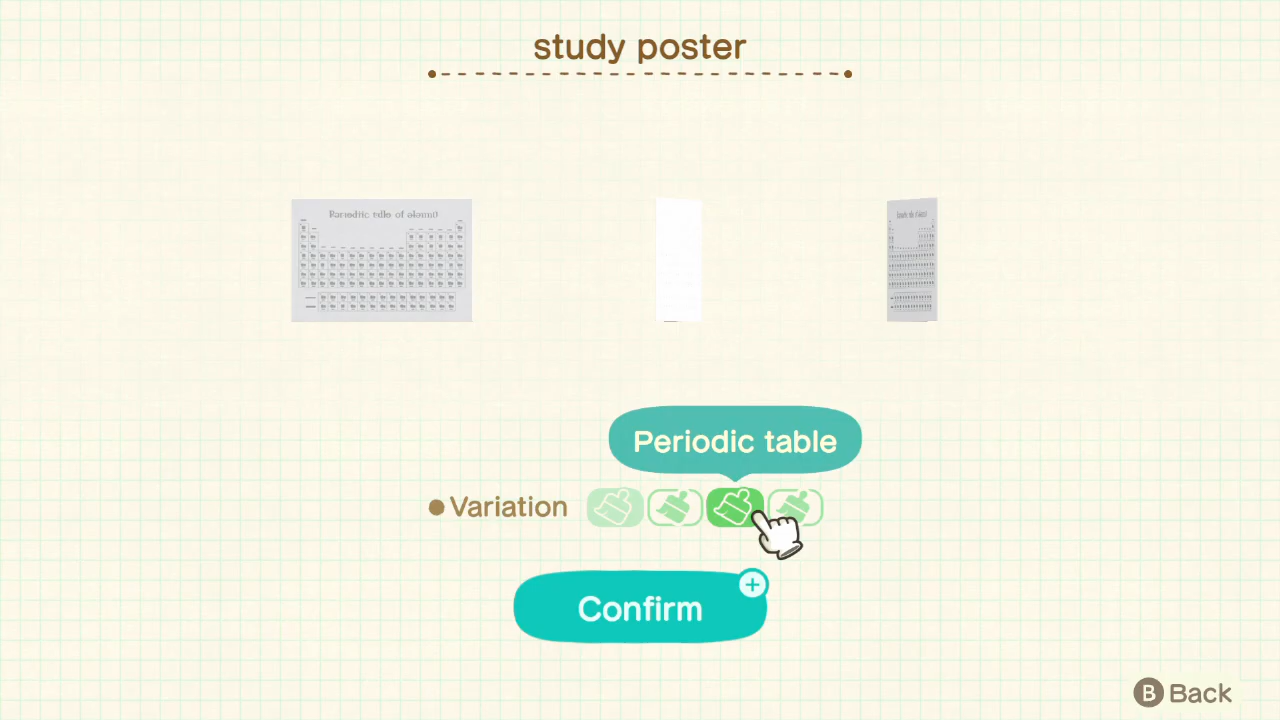 study poster
Periodic table
Variation
Confirm
B Back